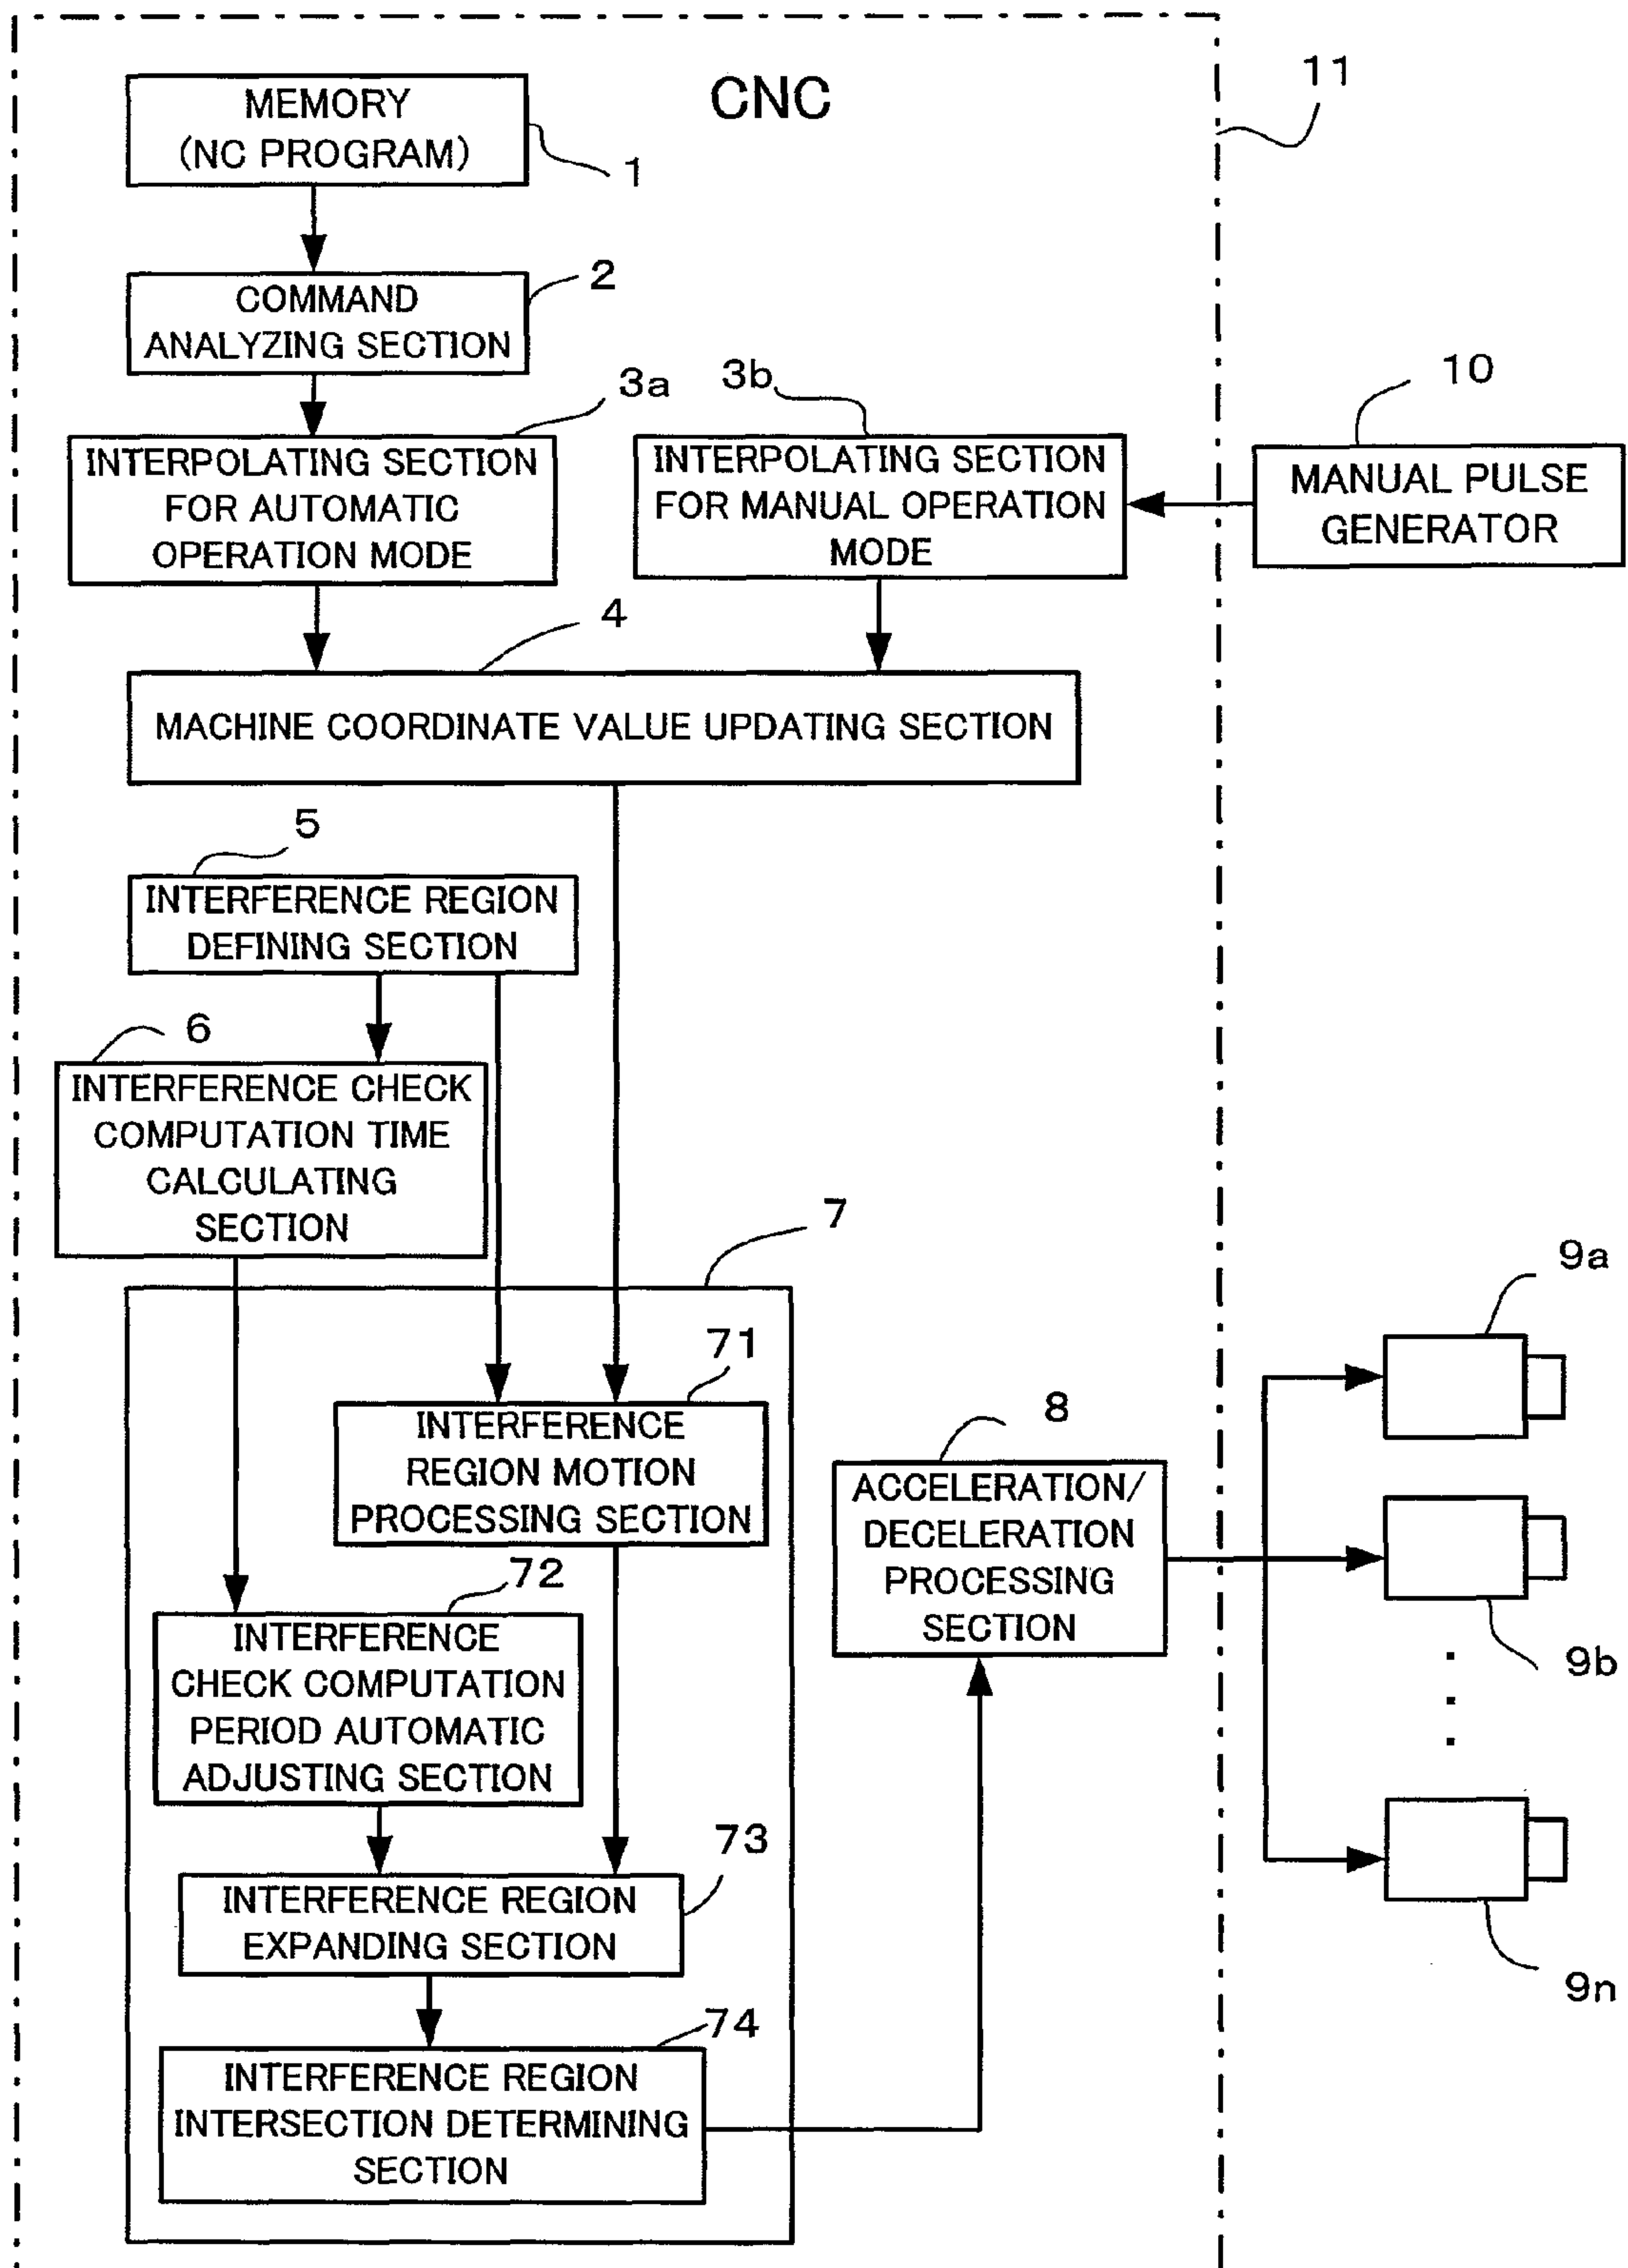 CNC
11
MEMORY
(NC PROGRAM)
1
COMMAND
ANALYZING SECTION
2
3a
INTERPOLATING SECTION
FOR AUTOMATIC
OPERATION MODE
3b
INTERPOLATING SECTION
FOR MANUAL OPERATION
MODE
10
MANUAL PULSE
GENERATOR
4
MACHINE COORDINATE VALUE UPDATING SECTION
5
INTERFERENCE REGION
DEFINING SECTION
6
INTERFERENCE CHECK
COMPUTATION TIME
CALCULATING
SECTION
7
71
INTERFERENCE
REGION MOTION
PROCESSING SECTION
72
INTERFERENCE
CHECK COMPUTATION
PERIOD AUTOMATIC
ADJUSTING SECTION
73
INTERFERENCE REGION
EXPANDING SECTION
74
INTERFERENCE REGION
INTERSECTION DETERMINING
SECTION
8
ACCELERATION/
DECELERATION
PROCESSING
SECTION
9a
9b
9n